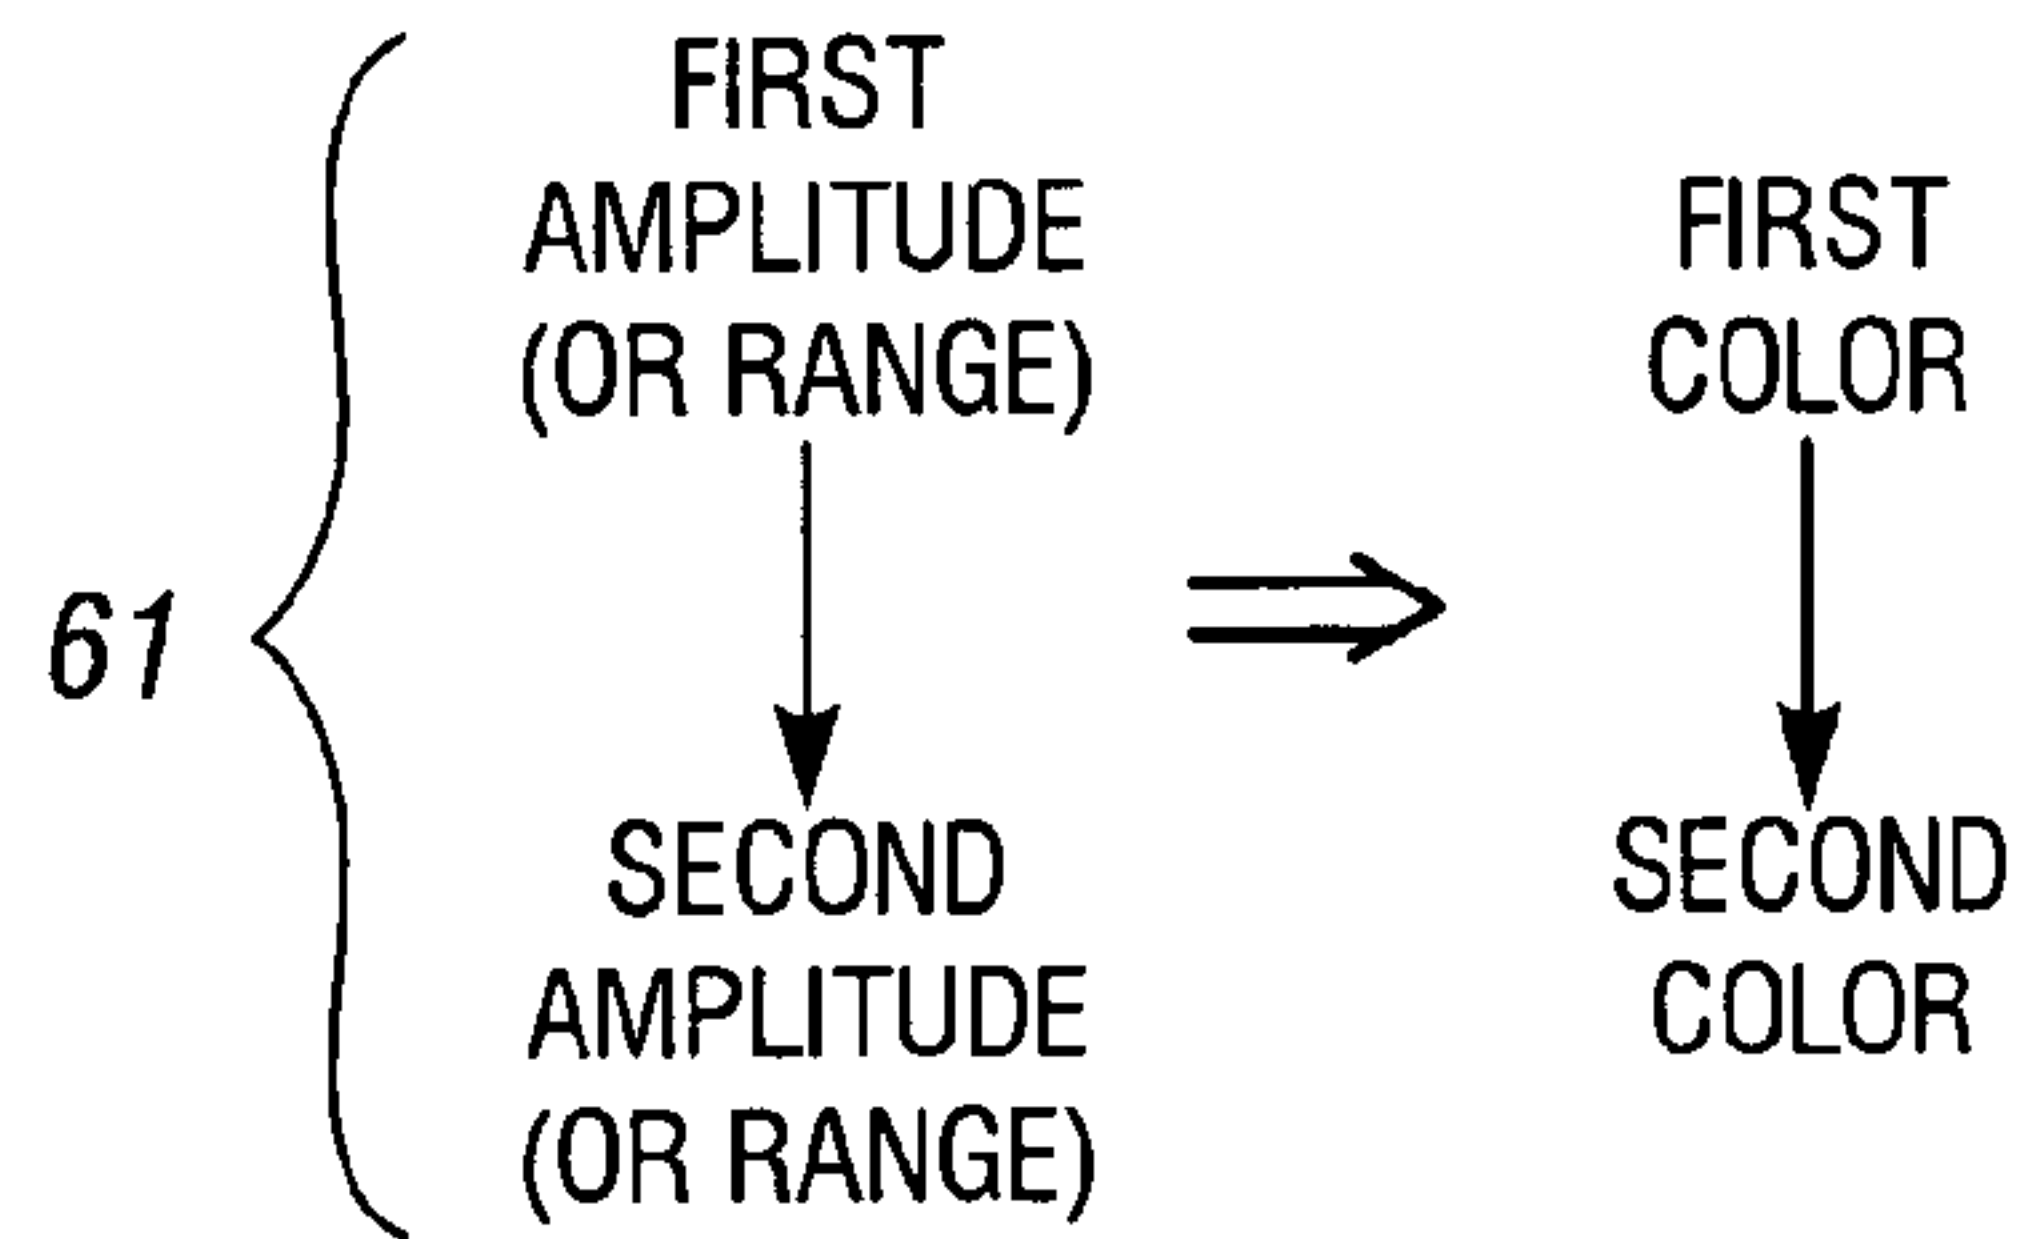 61
FIRST
AMPLITUDE
(OR RANGE)
SECOND
AMPLITUDE
(OR RANGE)
FIRST
COLOR
SECOND
COLOR